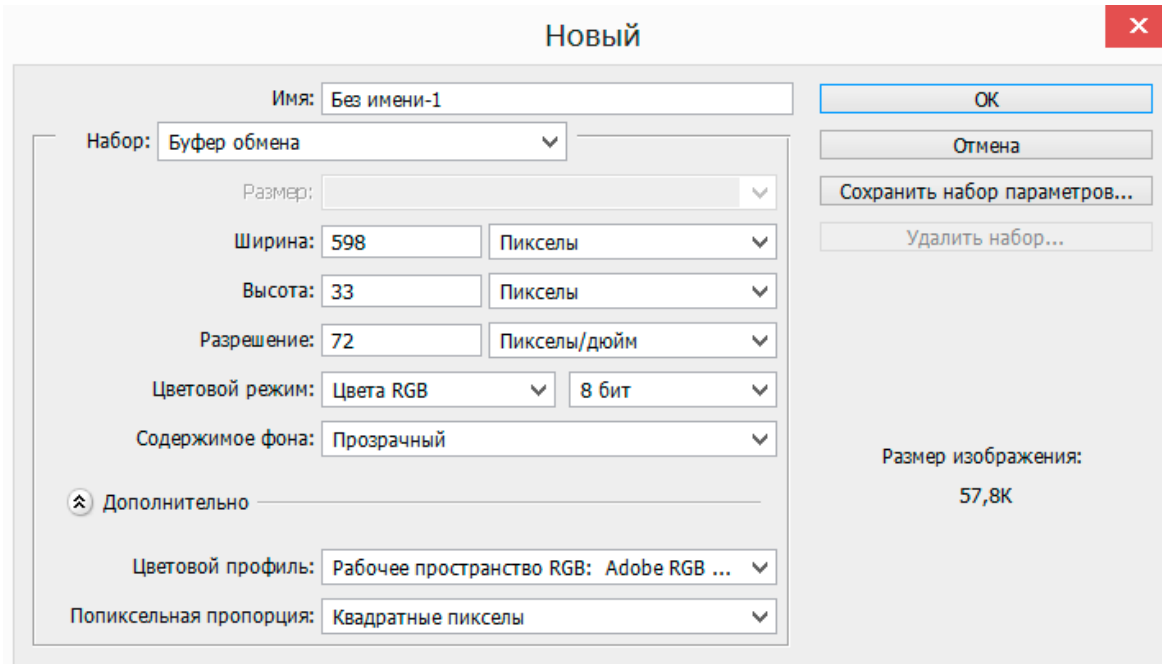 Новый
Имя: Без имени-1
ОК
Набор: Буфер обмена
Отмена
Размер:
Сохранить набор параметров...
Ширина: 598 Пикселы
Удалить набор...
Высота: 33 Пикселы
Разрешение: 72 Пикселы/дюйм
Цветовой режим: Цвета RGB 8 бит
Содержимое фона: Прозрачный
Размер изображения:
57,8К
Дополнительно
Цветовой профиль: Рабочее пространство RGB: Adobe RGB ...
Попиксельная пропорция: Квадратные пикселы